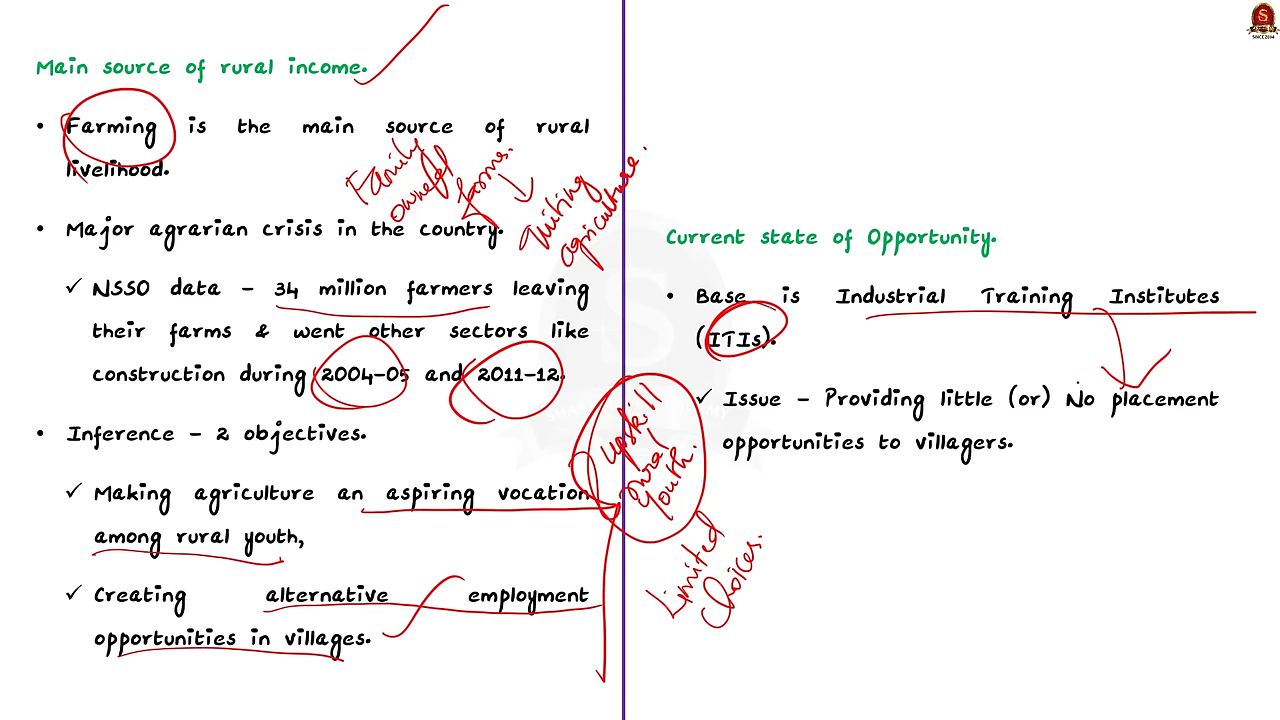 Main source of rural income.
• Farming is the main source of rural
livelihood.
Family
owned
farms.
Quiting
agriculture.
• Major agrarian crisis in the country.
✓ NSSO data – 34 million farmers leaving
their farms & went other sectors like
construction during 2004-05 and 2011-12.
• Inference – 2 objectives.
✓ Making agriculture an aspiring vocation
among rural youth,
✓ Creating alternative employment
opportunities in villages.
Upskill
rural
youth.
Limited
choices.
Current state of Opportunity.
• Base is Industrial Training Institutes
(ITIs).
✓ Issue – Providing little (or) No placement
opportunities to villagers.
S
SINCE 2004